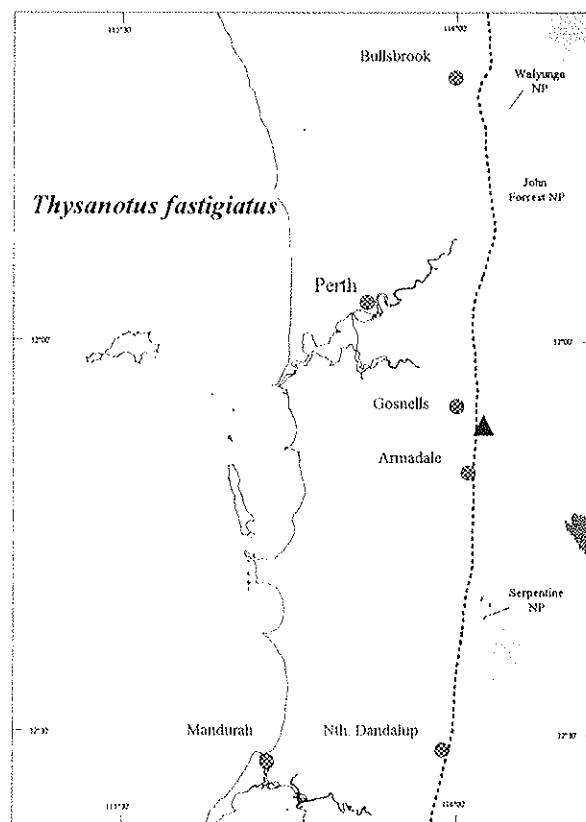 Bullsbrook
Walyunga
NP
John
Forrest NP
Thysanotus fastigiatus
Perth
Gosnells
Armadale
Serpentine
NP
Mandurah
Nth. Dandalup